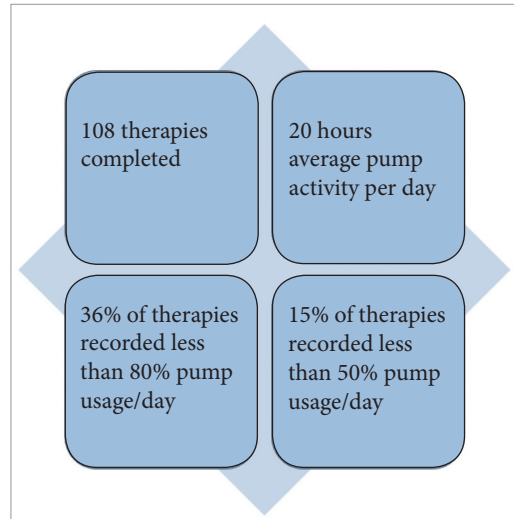 108 therapies
completed
20 hours
average pump
activity per day
36% of therapies
recorded less
than 80% pump
usage/day
15% of therapies
recorded less
than 50% pump
usage/day